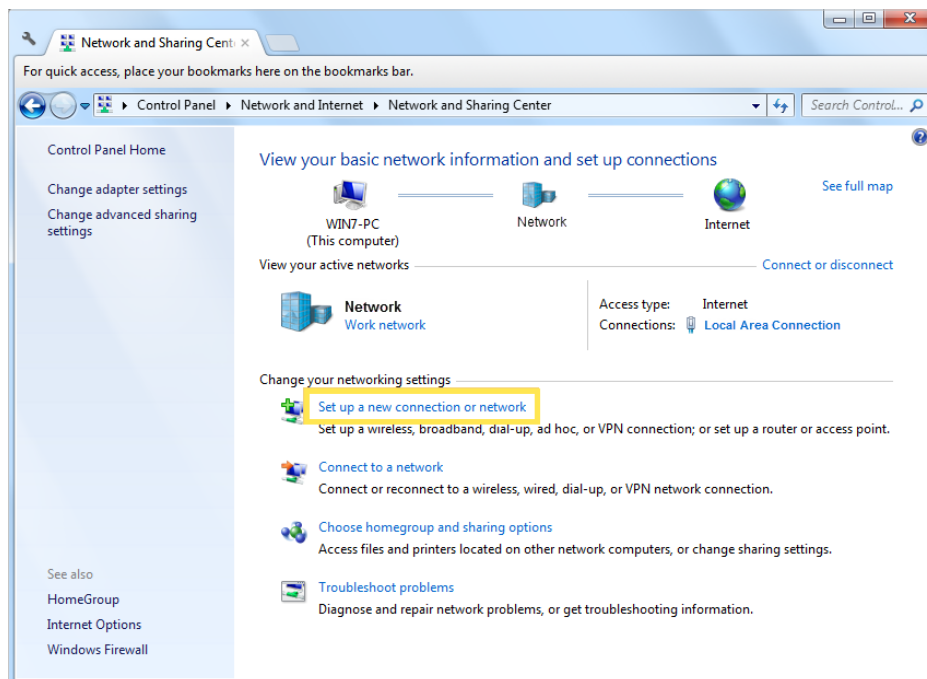 Network and Sharing Cent
For quick access, place your bookmarks here on the bookmarks bar.
Control Panel Network and Internet Network and Sharing Center Search Control...
Control Panel Home
Change adapter settings
Change advanced sharing
settings
See also
HomeGroup
Internet Options
Windows Firewall
View your basic network information and set up connections
See full map
WIN7-PC
(This computer)
Network
Internet
View your active networks Connect or disconnect
Network
Work network
Access type: Internet
Connections: Local Area Connection
Change your networking settings
Set up a new connection or network
Set up a wireless, broadband, dial-up, ad hoc, or VPN connection; or set up a router or access point.
Connect to a network
Connect or reconnect to a wireless, wired, dial-up, or VPN network connection.
Choose homegroup and sharing options
Access files and printers located on other network computers, or change sharing settings.
Troubleshoot problems
Diagnose and repair network problems, or get troubleshooting information.